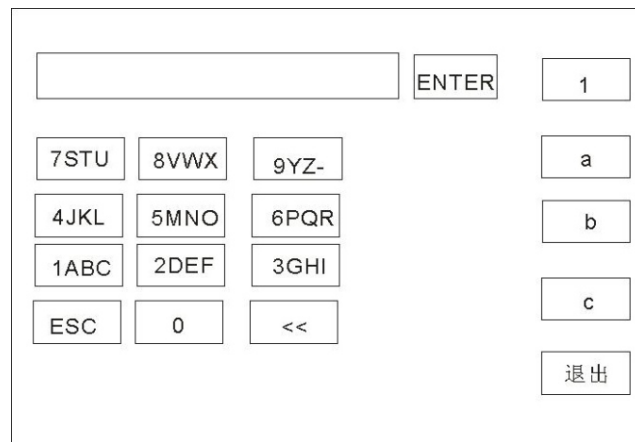 ENTER
1
7STU 8VWX 9YZ-
a
4JKL 5MNO 6PQR
b
1ABC 2DEF 3GHI
c
ESC 0 <<
退出